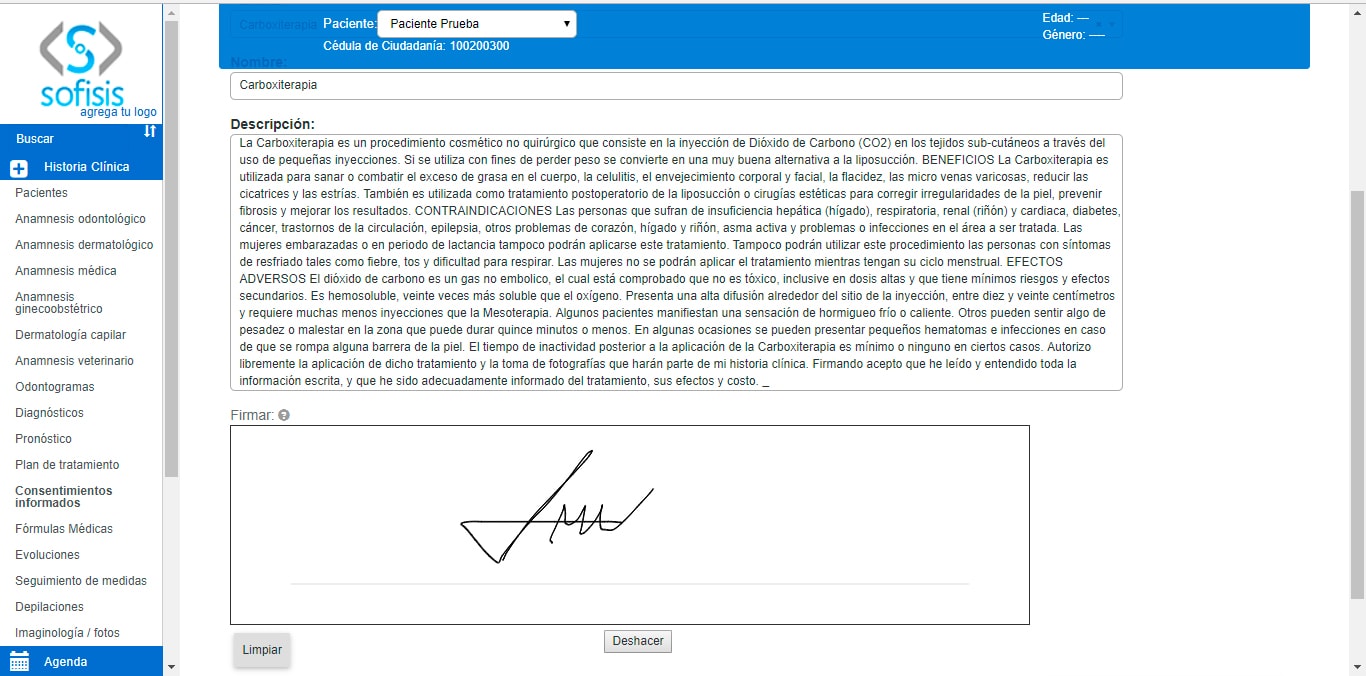 sofisis
agrega tu logo
Buscar
Historia Clínica
Pacientes
Anamnesis odontológico
Anamnesis dermatológico
Anamnesis médica
Anamnesis
ginecoobstétrico
Dermatología capilar
Anamnesis veterinario
Odontogramas
Diagnósticos
Pronóstico
Plan de tratamiento
Consentimientos
informados
Fórmulas Médicas
Evoluciones
Seguimiento de medidas
Depilaciones
Imaginología / fotos
Agenda
Carboxiterapia
Paciente: Paciente Prueba
Cédula de Ciudadanía: 100200300
Edad: —
Género: —–
Nombre:
Carboxiterapia
Descripción:
La Carboxiterapia es un procedimiento cosmético no quirúrgico que consiste en la inyección de Dióxido de Carbono (CO2) en los tejidos sub-cutáneos a través del
uso de pequeñas inyecciones. Si se utiliza con fines de perder peso se convierte en una muy buena alternativa a la liposucción. BENEFICIOS La Carboxiterapia es
utilizada para sanar o combatir el exceso de grasa en el cuerpo, la celulitis, el envejecimiento corporal y facial, la flacidez, las micro venas varicosas, reducir las
cicatrices y las estrías. También es utilizada como tratamiento postoperatorio de la liposucción o cirugías estéticas para corregir irregularidades de la piel, prevenir
fibrosis y mejorar los resultados. CONTRAINDICACIONES Las personas que sufran de insuficiencia hepática (hígado), respiratoria, renal (riñón) y cardiaca, diabetes,
cáncer, trastornos de la circulación, epilepsia, otros problemas de corazón, hígado y riñón, asma activa y problemas o infecciones en el área a ser tratada. Las
mujeres embarazadas o en periodo de lactancia tampoco podrán aplicarse este tratamiento. Tampoco podrán utilizar este procedimiento las personas con síntomas
de resfriado tales como fiebre, tos y dificultad para respirar. Las mujeres no se podrán aplicar el tratamiento mientras tengan su ciclo menstrual. EFECTOS
ADVERSOS El dióxido de carbono es un gas no embolico, el cual está comprobado que no es tóxico, inclusive en dosis altas y que tiene mínimos riesgos y efectos
secundarios. Es hemosoluble, veinte veces más soluble que el oxígeno. Presenta una alta difusión alrededor del sitio de la inyección, entre diez y veinte centímetros
y requiere muchas menos inyecciones que la Mesoterapia. Algunos pacientes manifiestan una sensación de hormigueo frío o caliente. Otros pueden sentir algo de
pesadez o malestar en la zona que puede durar quince minutos o menos. En algunas ocasiones se pueden presentar pequeños hematomas e infecciones en caso
de que se rompa alguna barrera de la piel. El tiempo de inactividad posterior a la aplicación de la Carboxiterapia es mínimo o ninguno en ciertos casos. Autorizo
libremente la aplicación de dicho tratamiento y la toma de fotografías que harán parte de mi historia clínica. Firmando acepto que he leído y entendido toda la
información escrita, y que he sido adecuadamente informado del tratamiento, sus efectos y costo. _
Firmar:
Limpiar
Deshacer